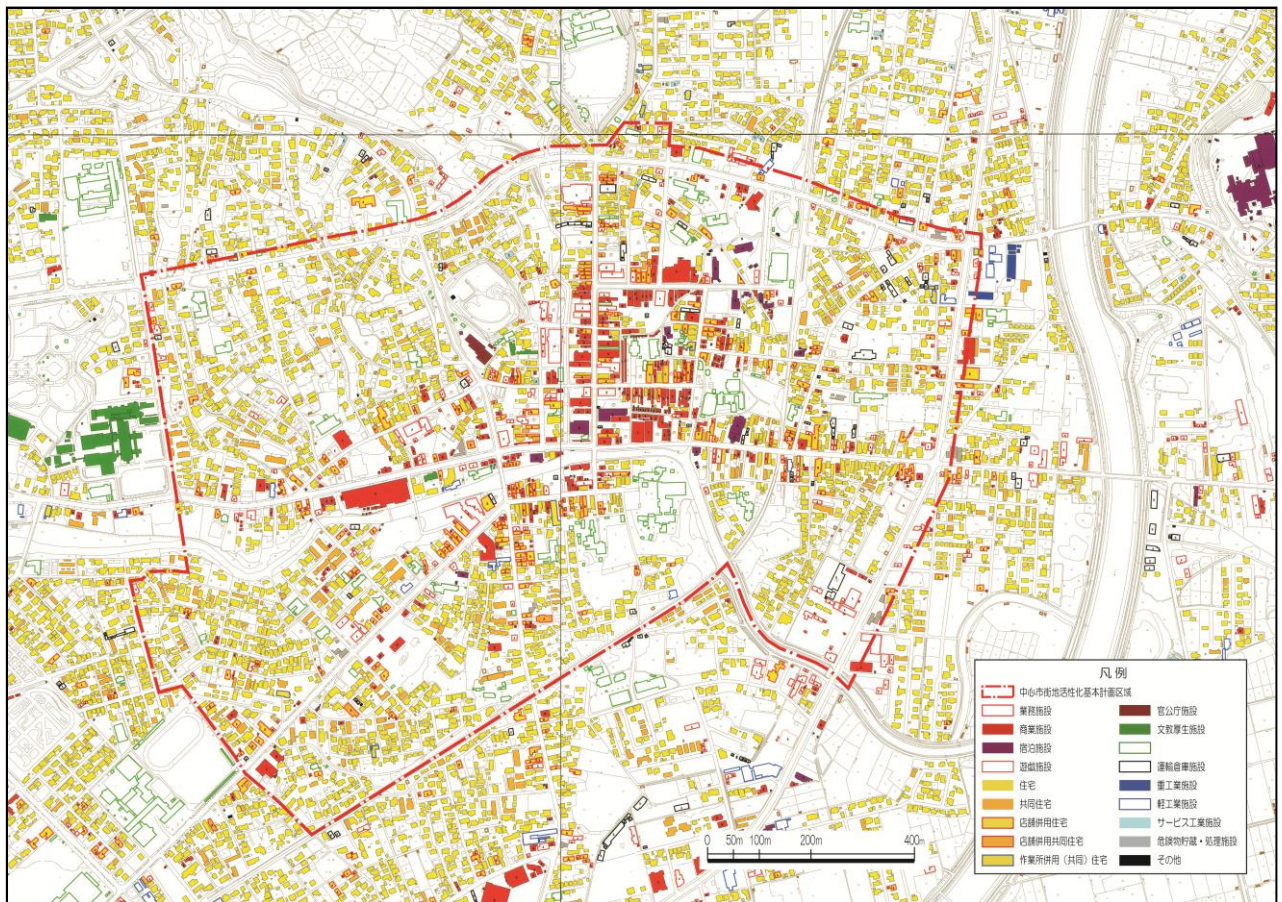 0 50m 100m 200m 400m
凡例
中心市街地活性化基本計画区域
業務施設
商業施設
宿泊施設
遊戯施設
住宅
共同住宅
店舗併用住宅
店舗併用共同住宅
作業所併用（共同）住宅
官公庁施設
文教厚生施設
運輸倉庫施設
重工業施設
軽工業施設
サービス工業施設
危険物貯蔵・処理施設
その他